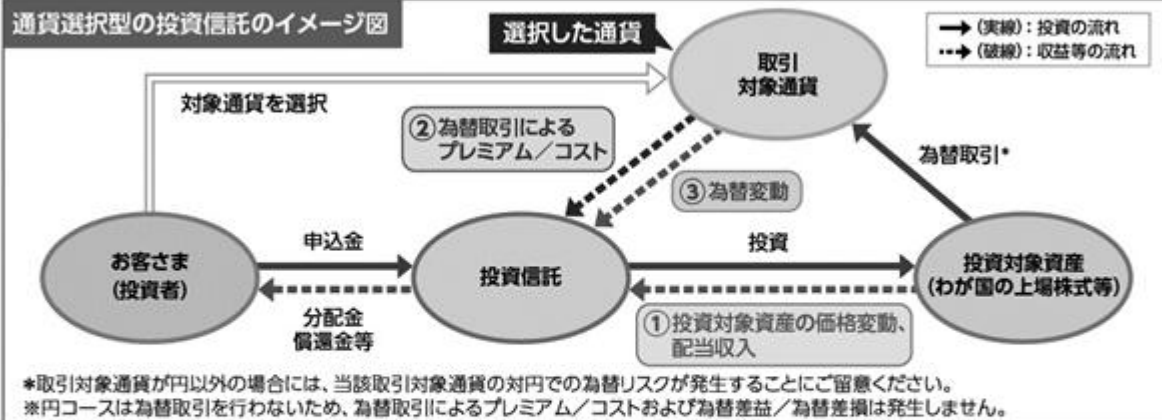 通貨選択型の投資信託のイメージ図
選択した通貨
(実線):投資の流れ
(破線):収益等の流れ
取引
対象通貨
対象通貨を選択
②為替取引による
プレミアム/コスト
為替取引*
③為替変動
お客さま
(投資者)
申込金
分配金
償還金等
投資信託
投資
①投資対象資産の価格変動、
配当収入
投資対象資産
(わが国の上場株式等)
*取引対象通貨が円以外の場合には、当該取引対象通貨の対円での為替リスクが発生することにご留意ください。
※円コースは為替取引を行わないため、為替取引によるプレミアム/コストおよび為替差益/為替差損は発生しません。